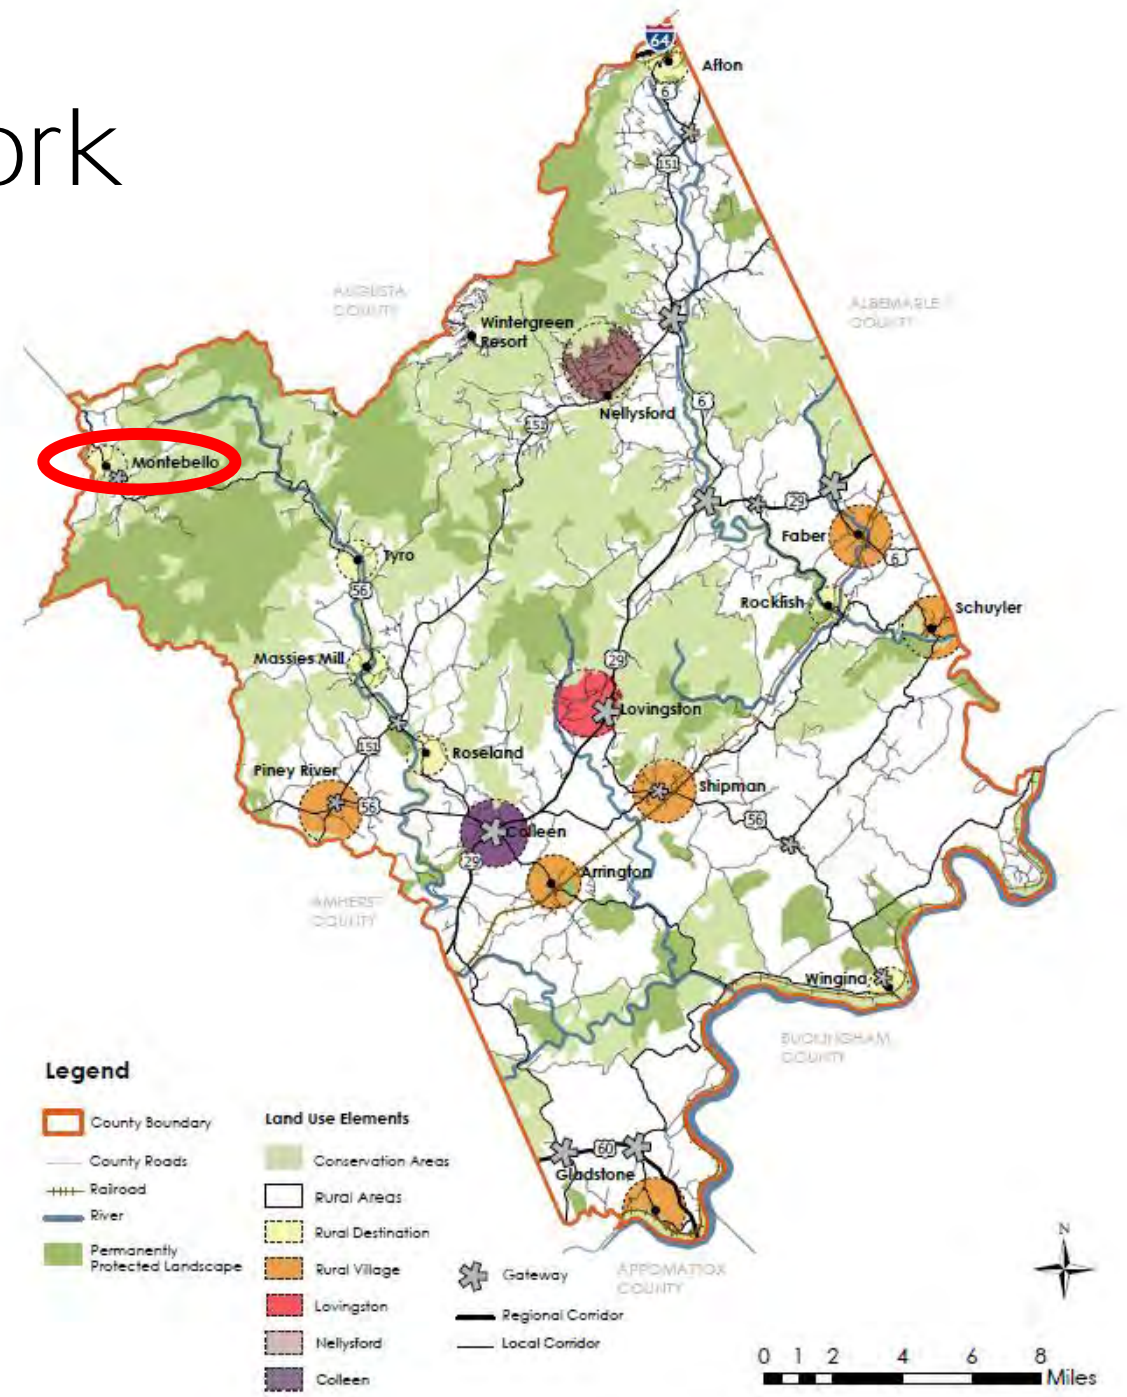 ork
64
Afton
6
151
AUGUSTA
COUNTY
ALBEMARLE
COUNTY
Wintergreen
Resort
Nellysford
6
151
Montebello
29
Faber
6
Tyro
56
Rockfish
Schuyler
Massies Mill
29
Lovingston
151
Roseland
Piney River
56
Shipman
56
Colleen
29
Arrington
AMHERST
COUNTY
Wingina
BUCKINGHAM
COUNTY
60
Gladstone
APPOMATTOX
COUNTY
Legend
County Boundary
County Roads
Railroad
River
Permanently
Protected Landscape
Land Use Elements
Conservation Areas
Rural Areas
Rural Destination
Rural Village
Lovingston
Nellysford
Colleen
Gateway
Regional Corridor
Local Corridor
N
0 1 2 4 6 8
Miles